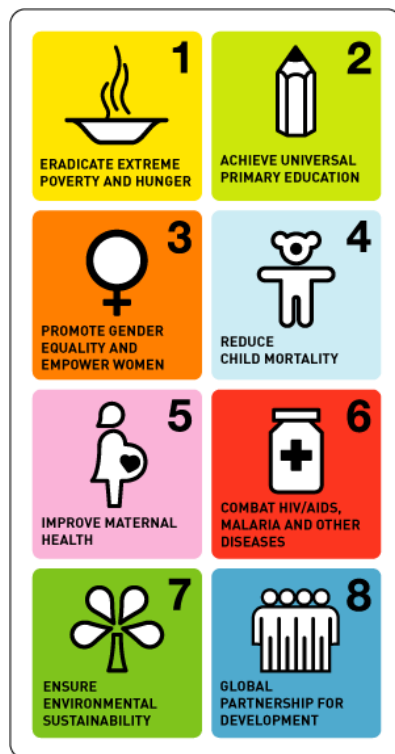 1
ERADICATE EXTREME
POVERTY AND HUNGER
2
ACHIEVE UNIVERSAL
PRIMARY EDUCATION
3
PROMOTE GENDER
EQUALITY AND
EMPOWER WOMEN
4
REDUCE
CHILD MORTALITY
5
IMPROVE MATERNAL
HEALTH
6
COMBAT HIV/AIDS,
MALARIA AND OTHER
DISEASES
7
ENSURE
ENVIRONMENTAL
SUSTAINABILITY
8
GLOBAL
PARTNERSHIP FOR
DEVELOPMENT